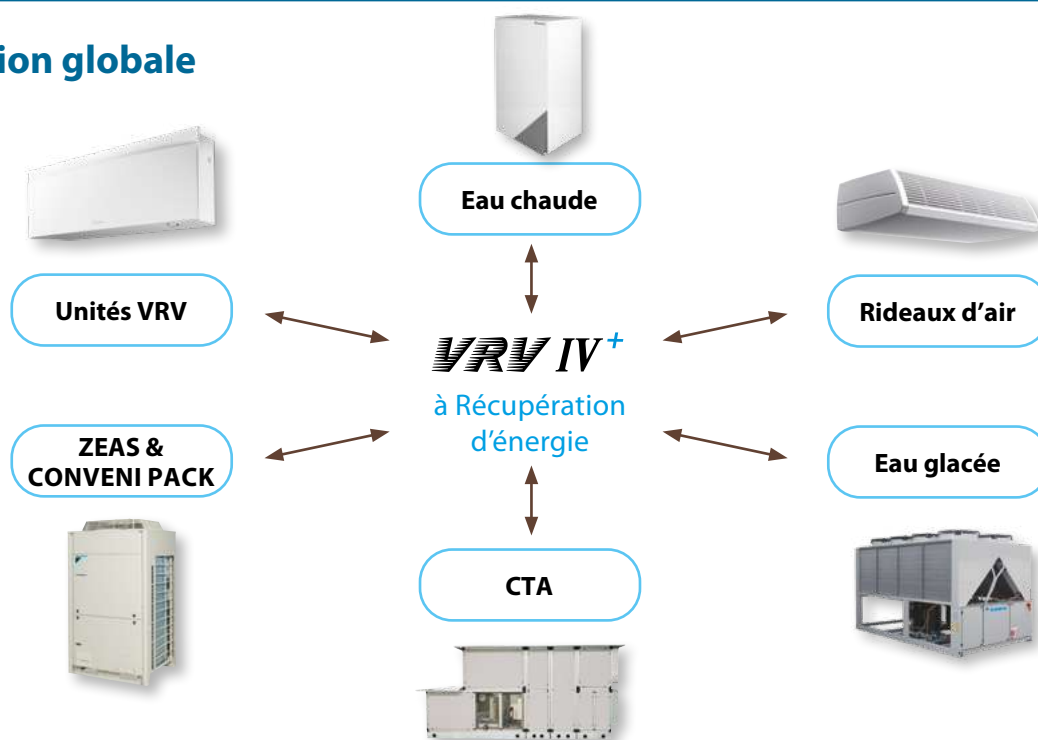 ion globale
Eau chaude
Unités VRV
Rideaux d’air
VRV IV+
à Récupération
d’énergie
ZEAS &
CONVENI PACK
Eau glacée
CTA